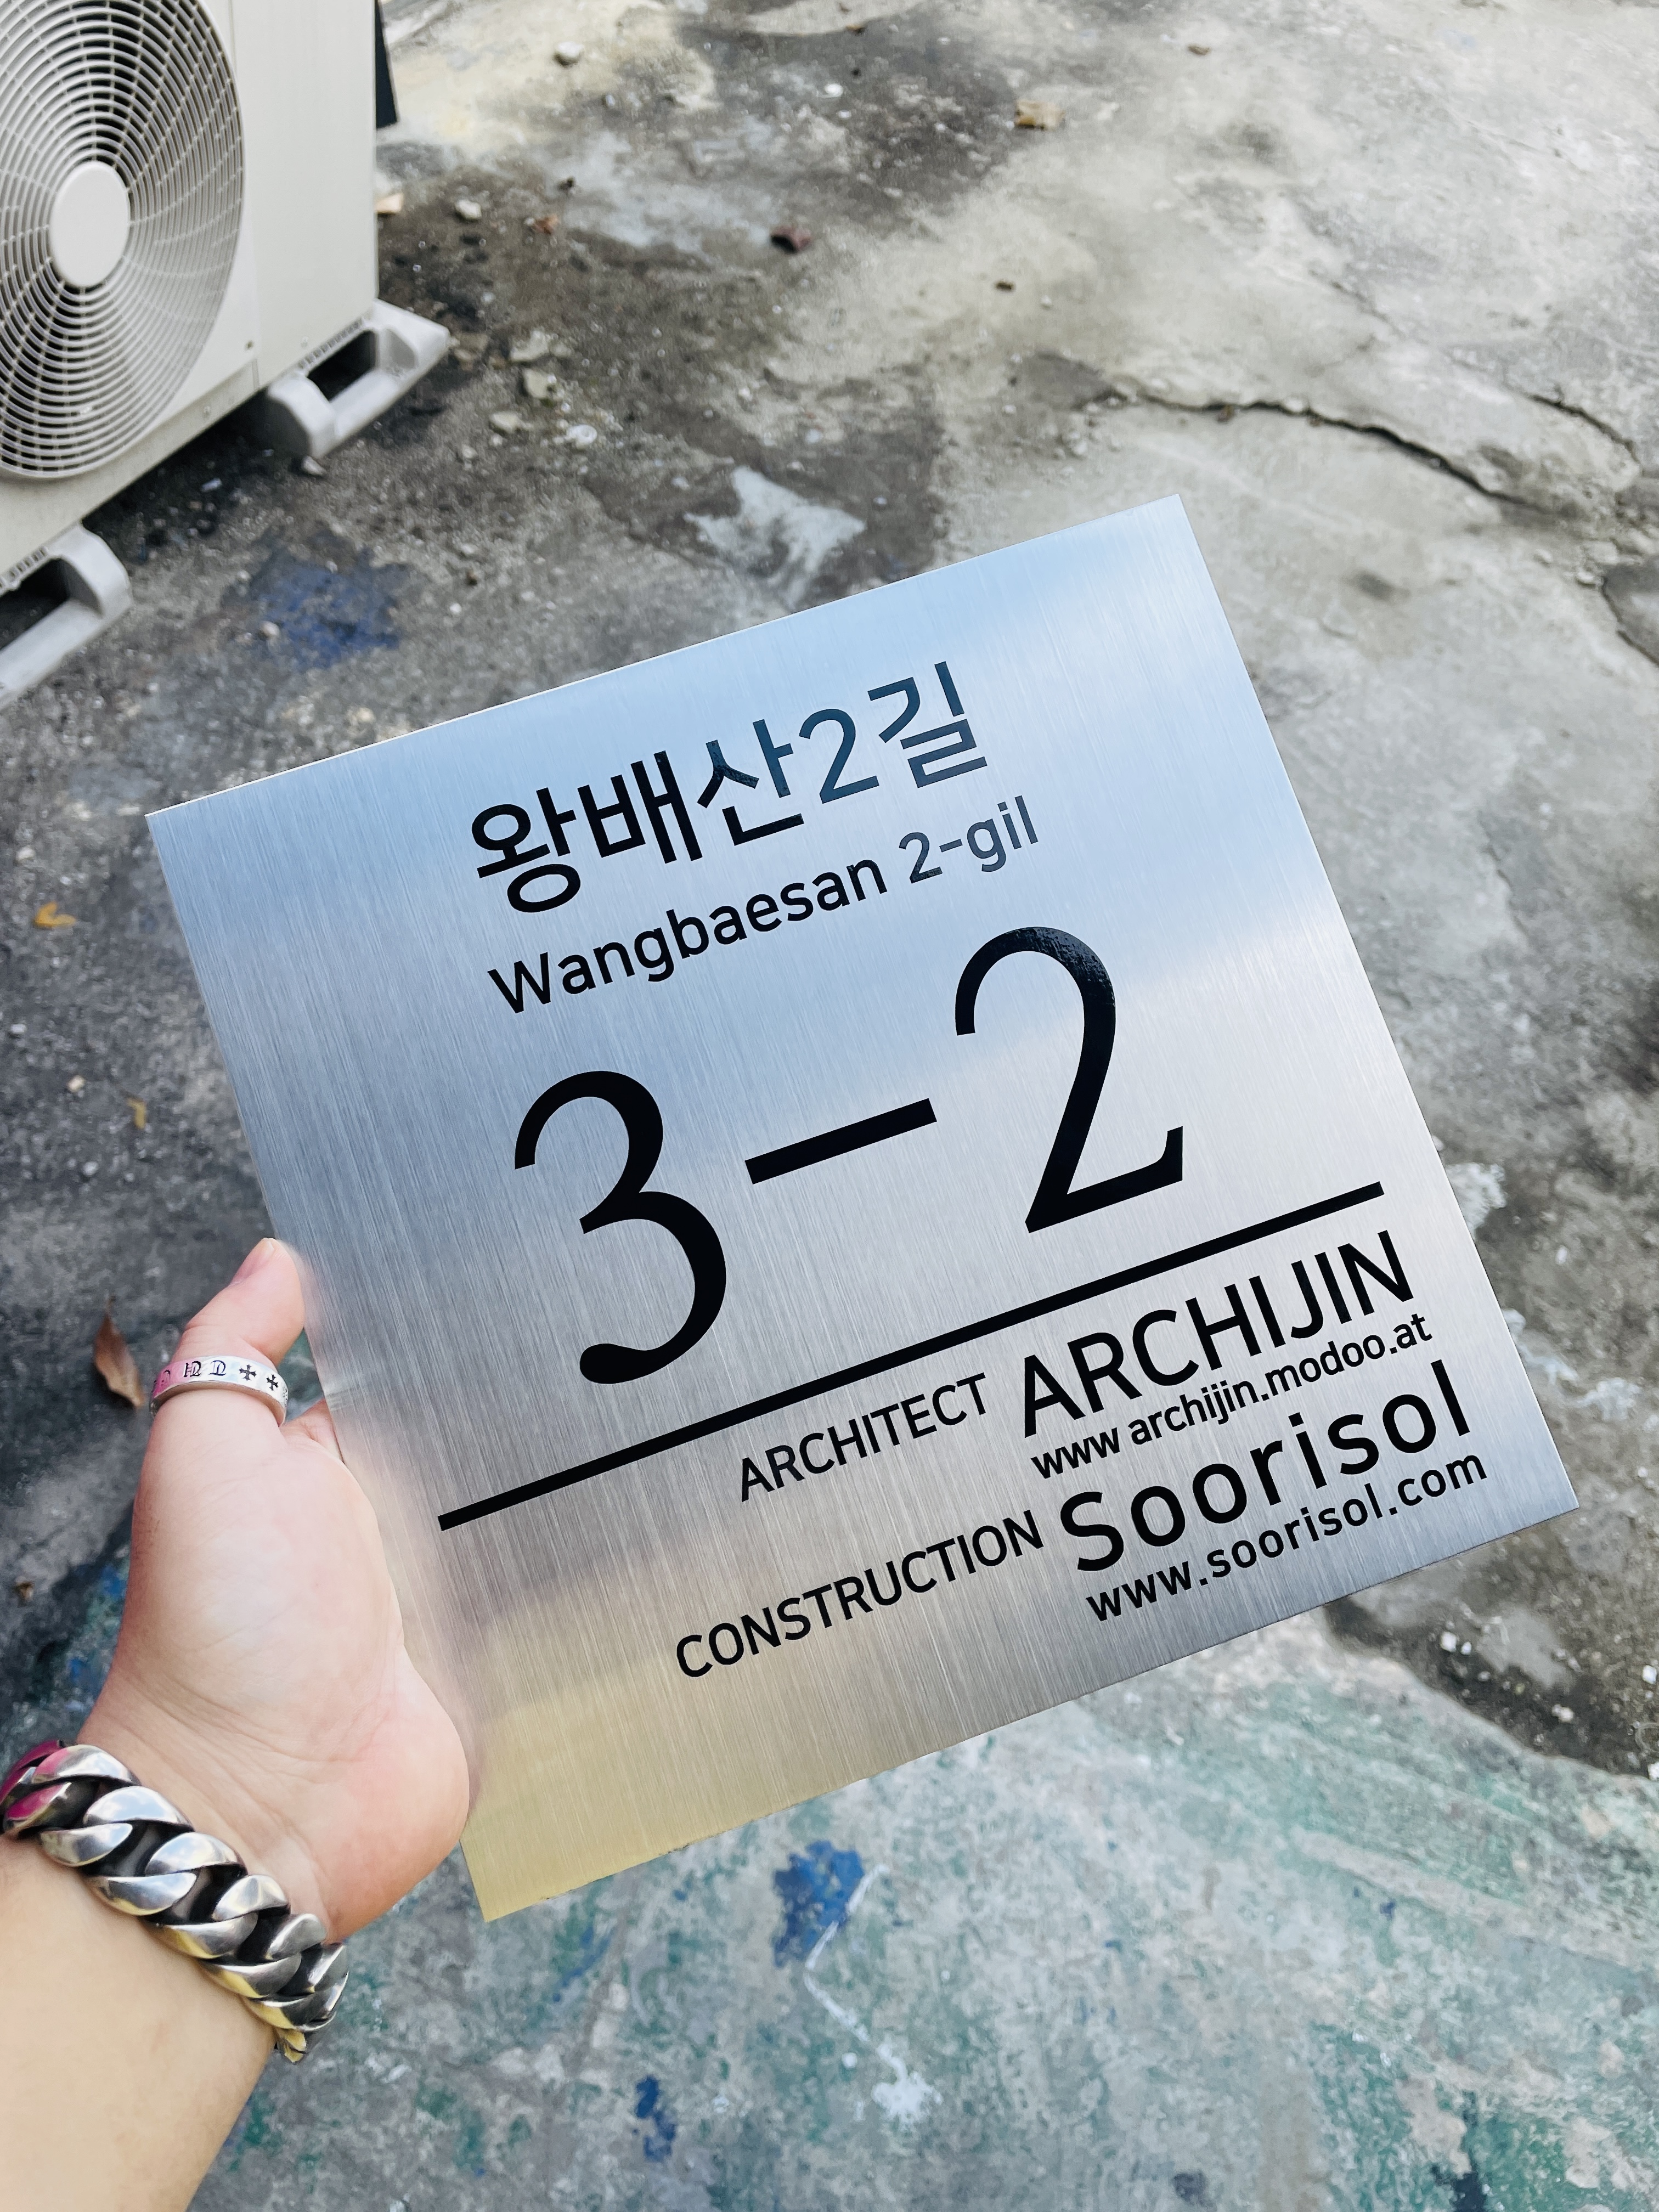 왕배산2길
Wangbaesan 2-gil
3-2
ARCHITECT ARCHIJIN
www archijin.modoo.at
CONSTRUCTION Soorisol
www.soorisol.com